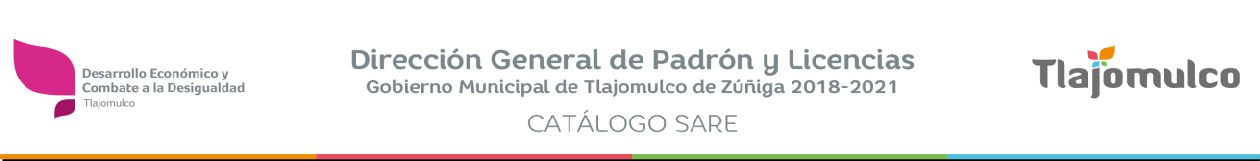 Desarrollo Económico y
Combate a la Desigualdad
Tlajomulco
Dirección General de Padrón y Licencias
Gobierno Municipal de Tlajomulco de Zúñiga 2018-2021
CATÁLOGO SARE
Tlajomulco